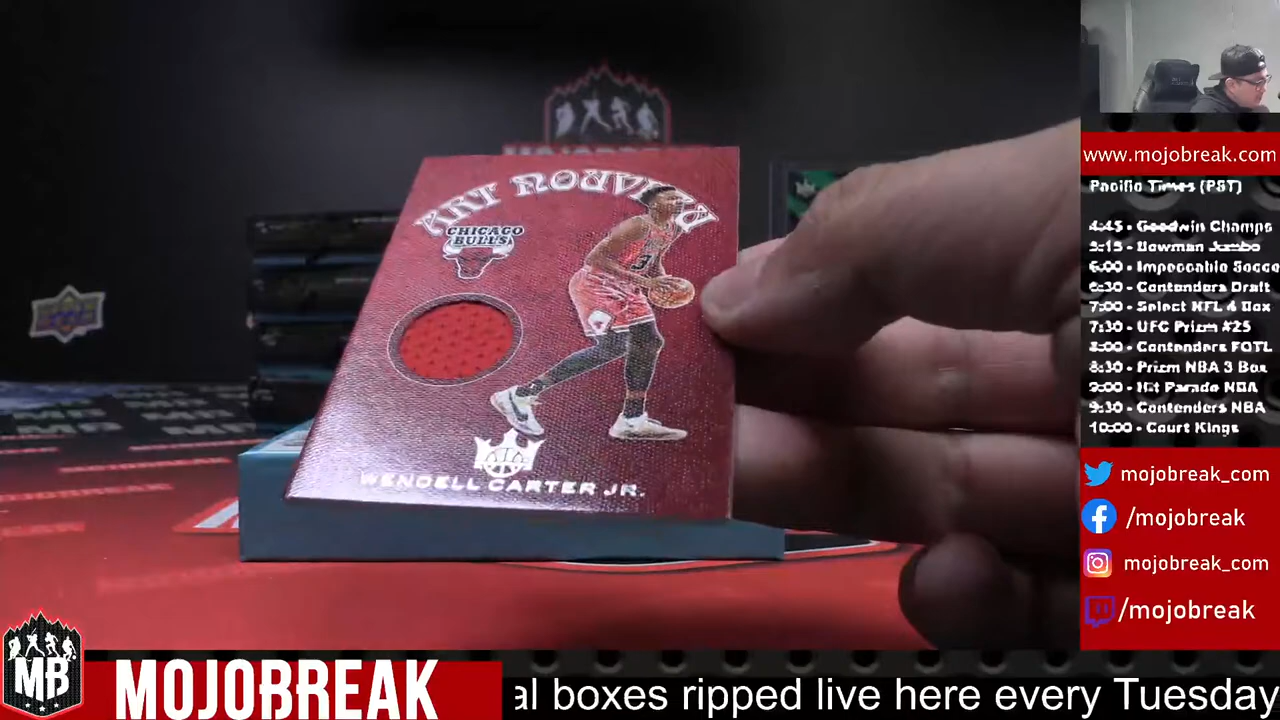 ART NOUVEAU
CHICAGO
BULLS
3
WENDELL CARTER JR.
www.mojobreak.com
Pacific Times (PST)
4:45 - Goodwin Champs
5:15 - Bowman Jumbo
6:00 - Impeccable Socce
6:30 - Contenders Draft
7:00 - Select NFL 4 Box
7:30 - UFC Prizm #25
8:00 - Contenders FOTL
8:30 - Prizm NBA 3 Box
9:00 - Hit Parade NBA
9:30 - Contenders NBA
10:00 - Court Kings
mojobreak_com
/mojobreak
mojobreak_com
/mojobreak
MB
MOJOBREAK
al boxes ripped live here every Tuesday